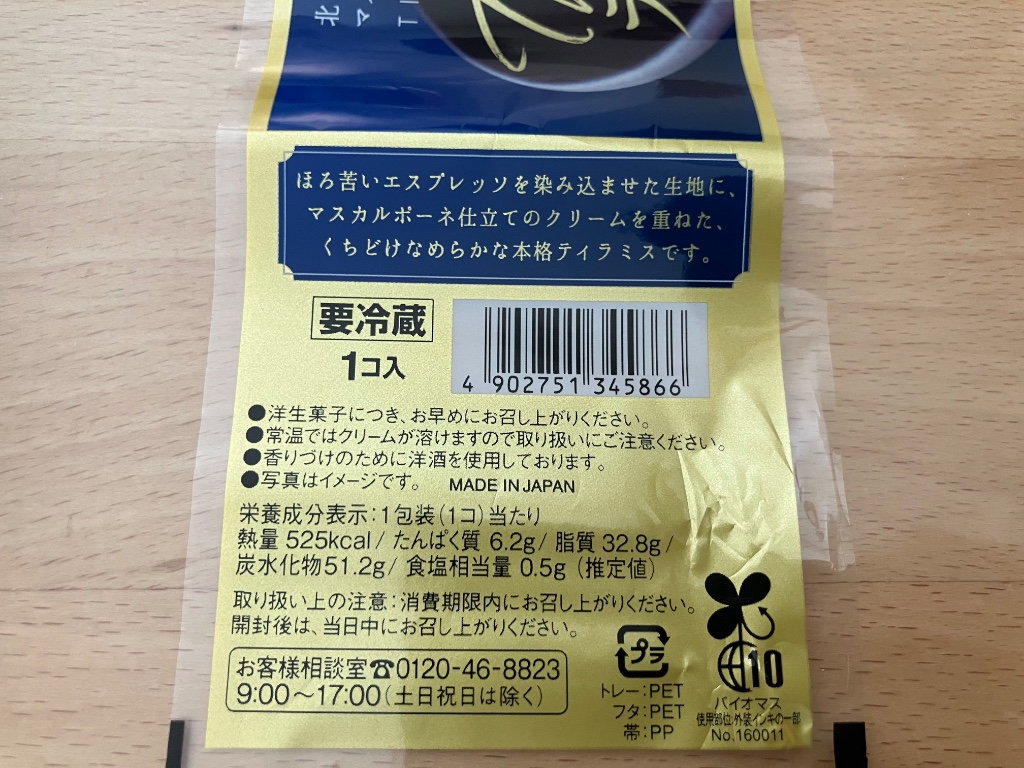 北
マス
ほろ苦いエスプレッソを染み込ませた生地に、
マスカルポーネ仕立てのクリームを重ねた、
くちどけなめらかな本格ティラミスです。
要冷蔵
1コ入
4 902751 345866
●洋生菓子につき、お早めにお召し上がりください。
●常温ではクリームが溶けますので取り扱いにご注意ください。
●香りづけのために洋酒を使用しております。
●写真はイメージです。 MADE IN JAPAN
栄養成分表示:1包装(1コ)当たり
熱量 525kcal/ たんぱく質 6.2g/ 脂質 32.8g/
炭水化物51.2g/ 食塩相当量 0.5g (推定値)
取り扱い上の注意:消費期限内にお召し上がりください。
開封後は、当日中にお召し上がりください。
お客様相談室☎0120-46-8823
9:00～17:00(土日祝日は除く)
プラ
トレー:PET
フタ:PET
帯:PP
10
バイオマス
使用部位:外装インキの一部
No.160011